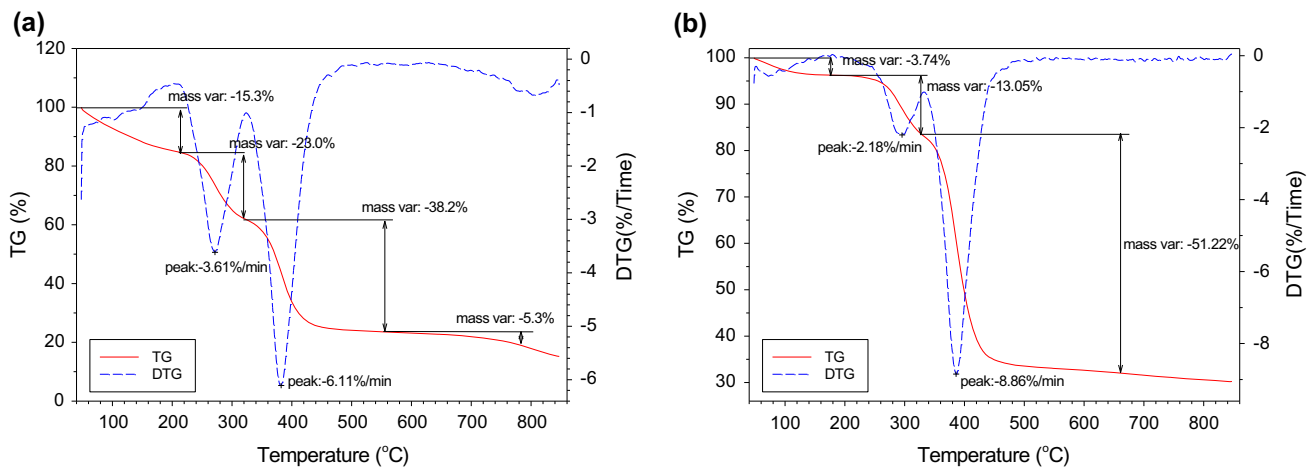 (a)
120
100
80
60
40
20
0
TG (%)
100
200
300
400
500
600
700
800
Temperature (°C)
0
-1
-2
-3
-4
-5
-6
DTG(%/Time)
mass var: -15.3%
mass var: -23.0%
mass var: -38.2%
mass var: -5.3%
peak:-3.61%/min
peak:-6.11%/min
TG
DTG
(b)
100
90
80
70
60
50
40
30
TG (%)
100
200
300
400
500
600
700
800
Temperature (°C)
0
-2
-4
-6
-8
DTG(%/Time)
mass var: -3.74%
mass var: -13.05%
mass var: -51.22%
peak:-2.18%/min
peak:-8.86%/min
TG
DTG